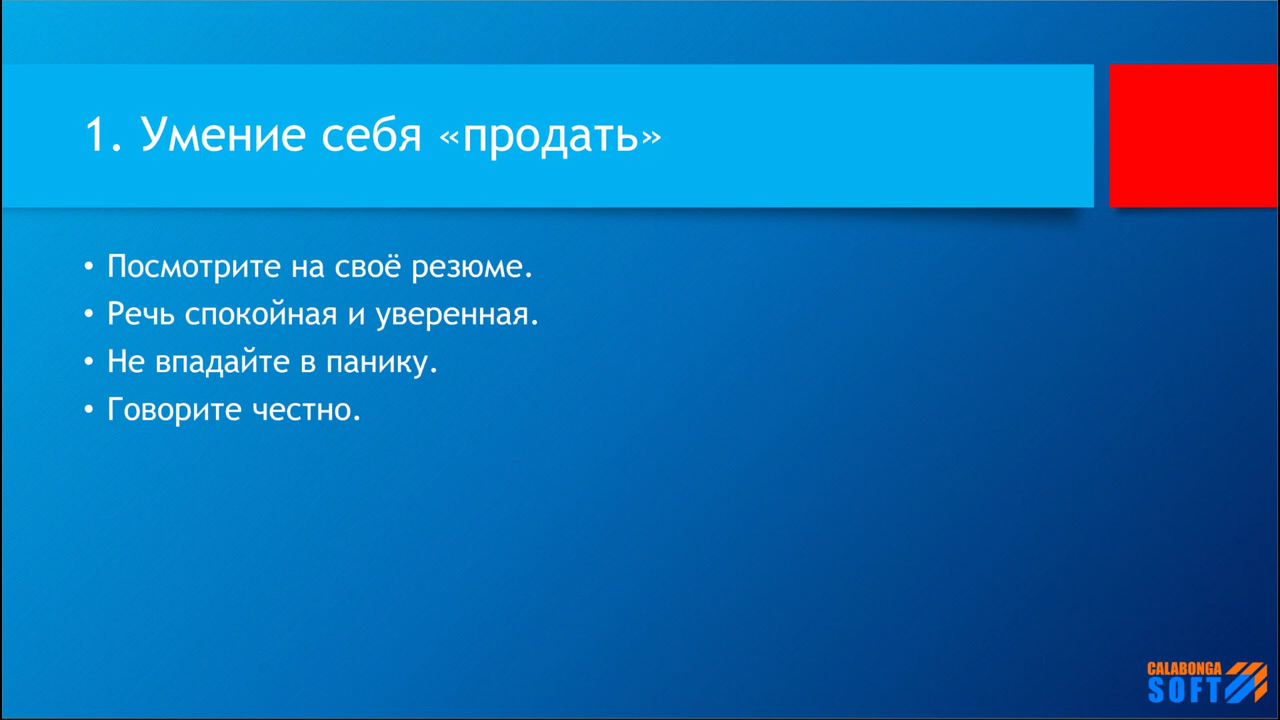 1. Умение себя «продать»
• Посмотрите на своё резюме.
• Речь спокойная и уверенная.
• Не впадайте в панику.
• Говорите честно.
CALABONGA
SOFT